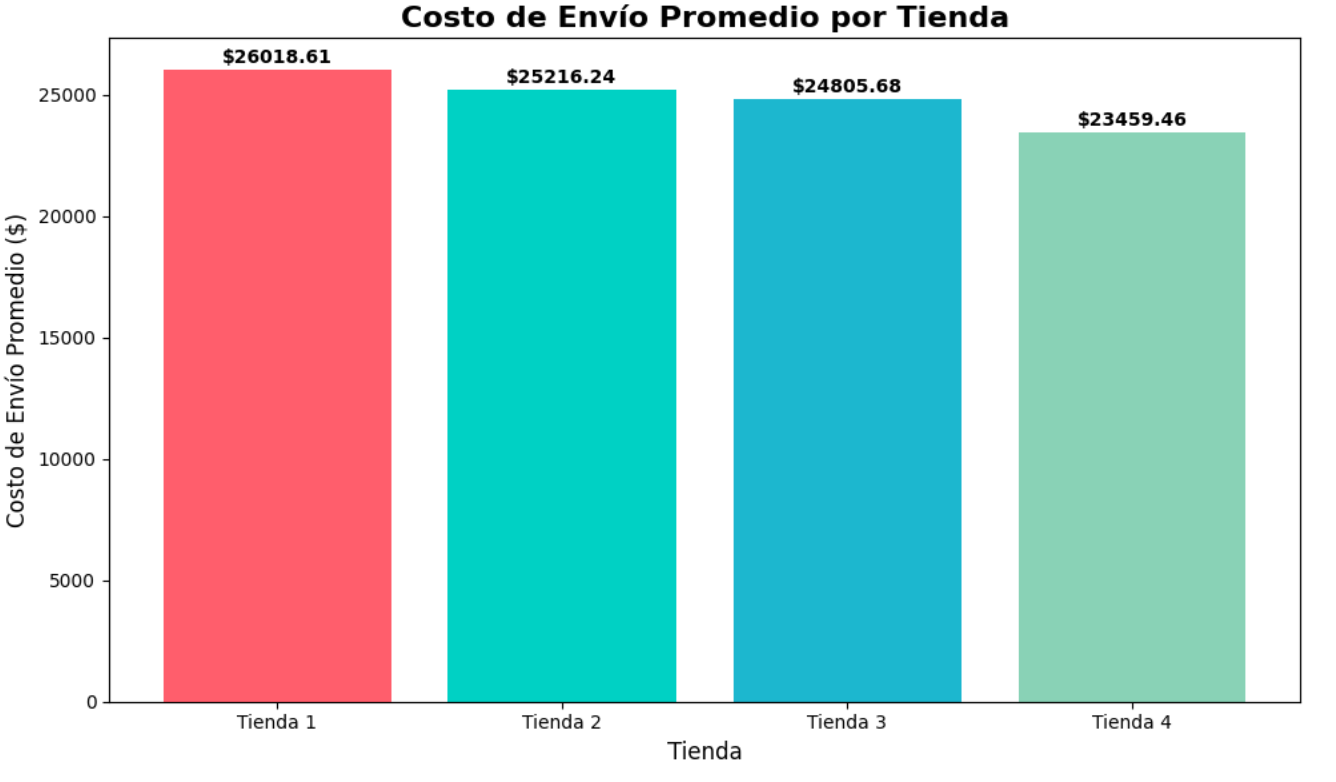 Costo de Envío Promedio por Tienda
$26018.61
$25216.24
$24805.68
$23459.46
Costo de Envío Promedio ($)
25000
20000
15000
10000
5000
0
Tienda 1
Tienda 2
Tienda 3
Tienda 4
Tienda